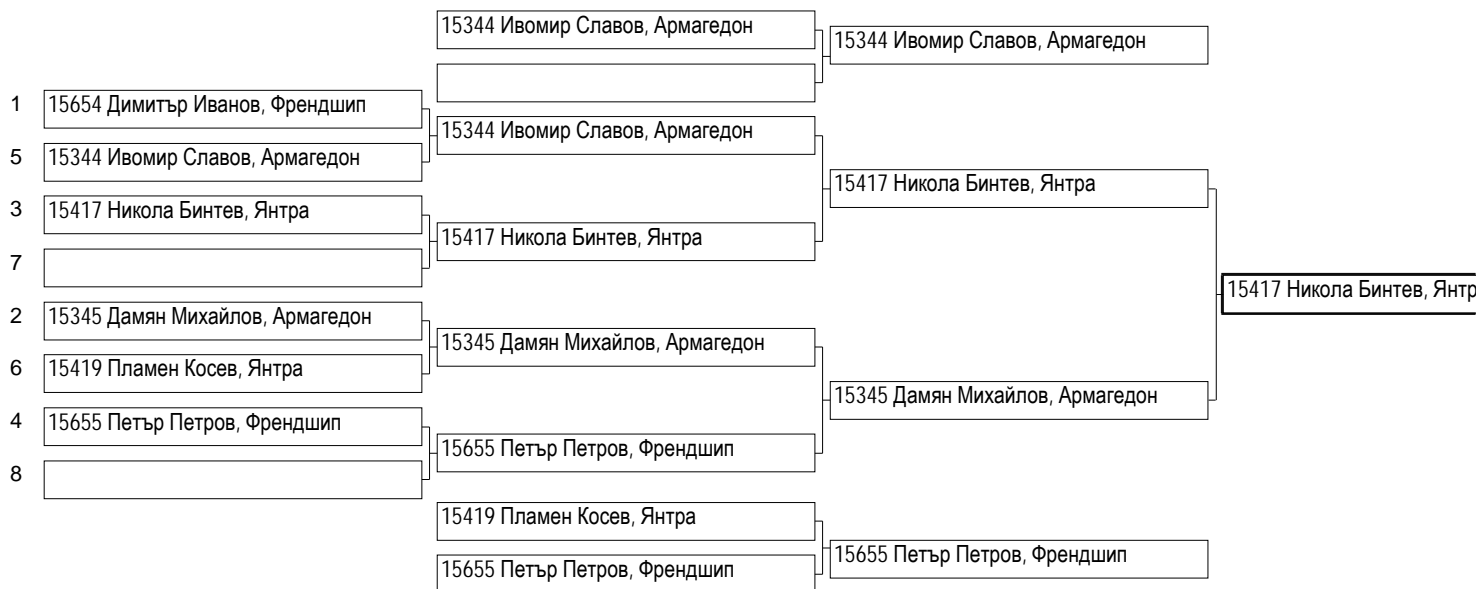 15344 Ивомир Славов, Армагедон
15344 Ивомир Славов, Армагедон
1 15654 Димитър Иванов, Френдшип
15344 Ивомир Славов, Армагедон
5 15344 Ивомир Славов, Армагедон
15417 Никола Бинтев, Янтра
3 15417 Никола Бинтев, Янтра
15417 Никола Бинтев, Янтра
7
15417 Никола Бинтев, Янтр
2 15345 Дамян Михайлов, Армагедон
15345 Дамян Михайлов, Армагедон
6 15419 Пламен Косев, Янтра
15345 Дамян Михайлов, Армагедон
4 15655 Петър Петров, Френдшип
15655 Петър Петров, Френдшип
8
15419 Пламен Косев, Янтра
15655 Петър Петров, Френдшип
15655 Петър Петров, Френдшип